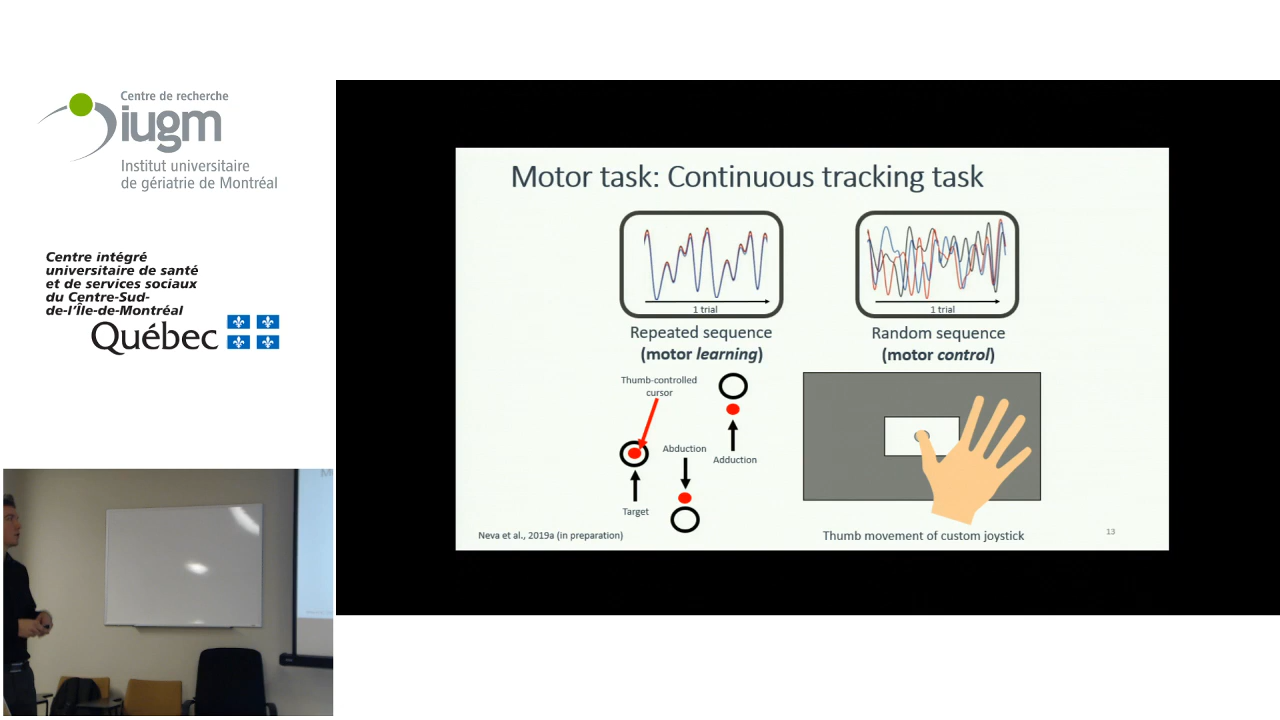 Centre de recherche
iugm
Institut universitaire
de gériatrie de Montréal
Centre intégré
universitaire de santé
et de services sociaux
du Centre-Sud-
de-l'Île-de-Montréal
Québec
Motor task: Continuous tracking task
1 trial
1 trial
Repeated sequence
(motor learning)
Random sequence
(motor control)
Thumb-controlled
cursor
Abduction
Adduction
Target
Neva et al., 2019a (in preparation)
Thumb movement of custom joystick
13